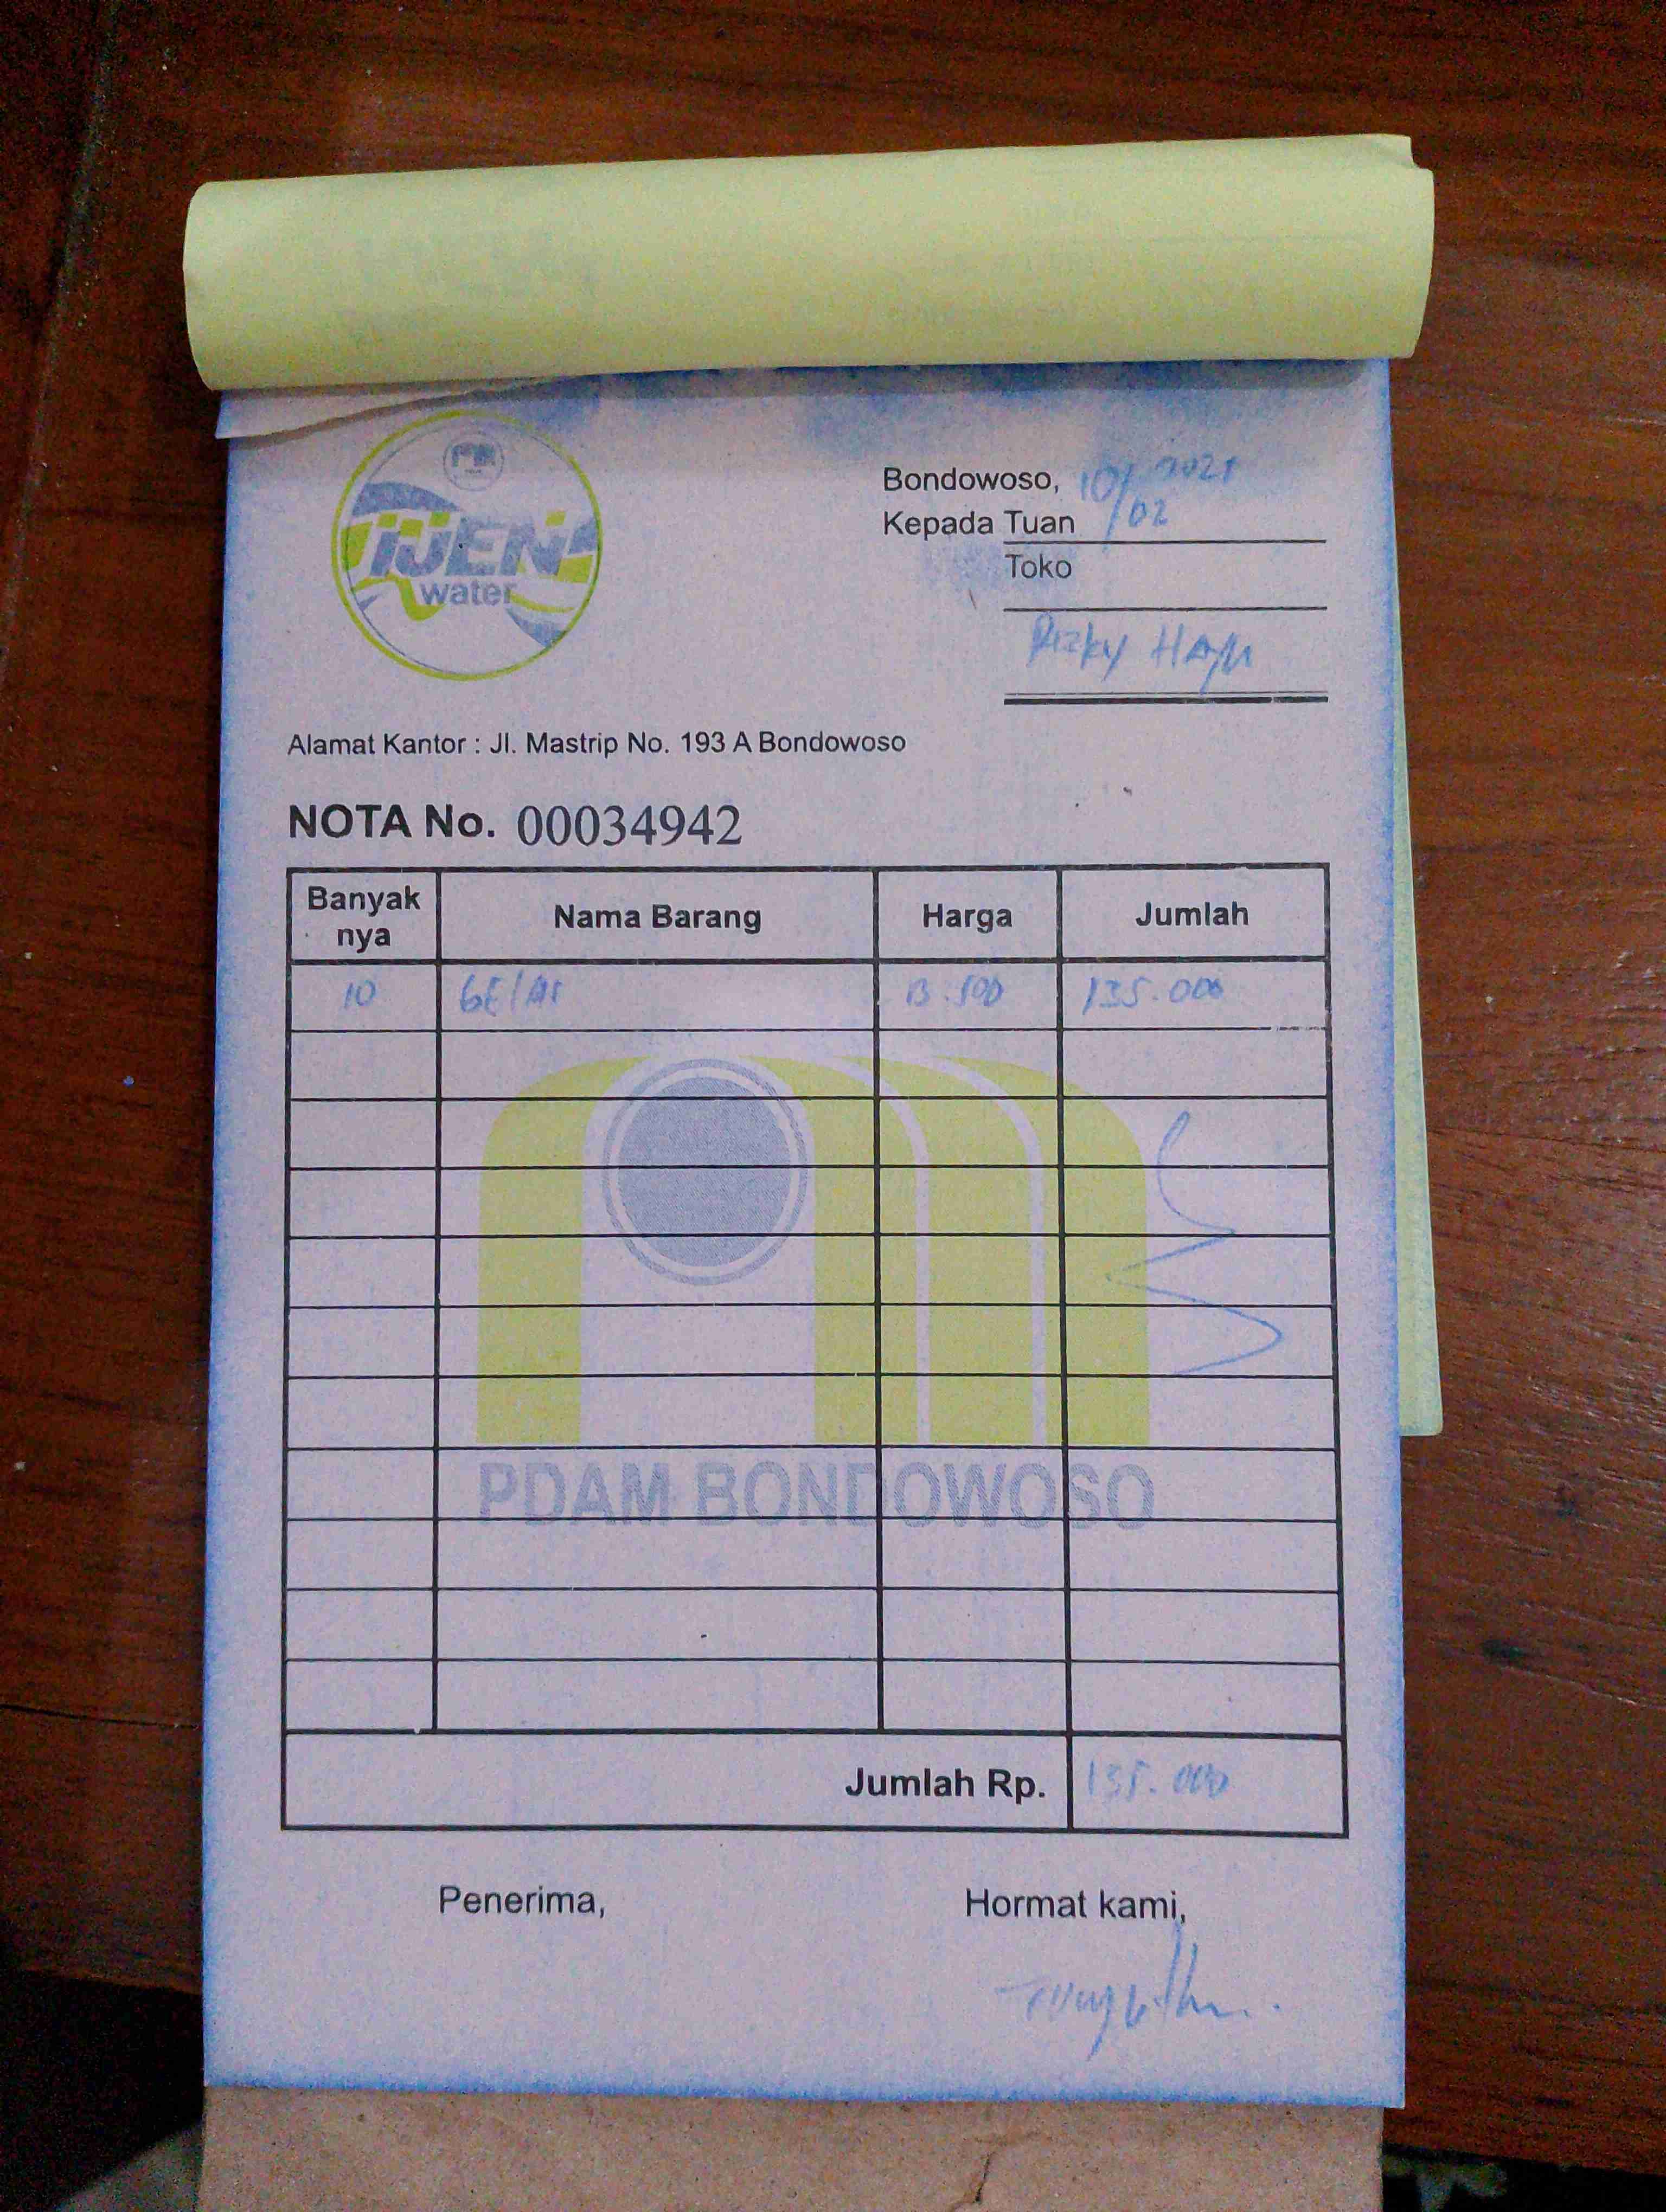 IJEN
water
Bondowoso, 10/02 2021
Kepada Tuan
Toko
Rizky
Alamat Kantor : Jl. Mastrip No. 193 A Bondowoso
NOTA No. 00034942
Banyak nya Nama Barang Harga Jumlah
10 GELAS 13.500 135.000
PDAM BONDOWOSO
Jumlah Rp. 135.000
Penerima, Hormat kami,